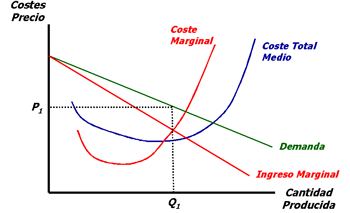 Costes
Precio
Coste
Marginal
Coste Total
Medio
P1
Demanda
Ingreso Marginal
Q1
Cantidad
Producida